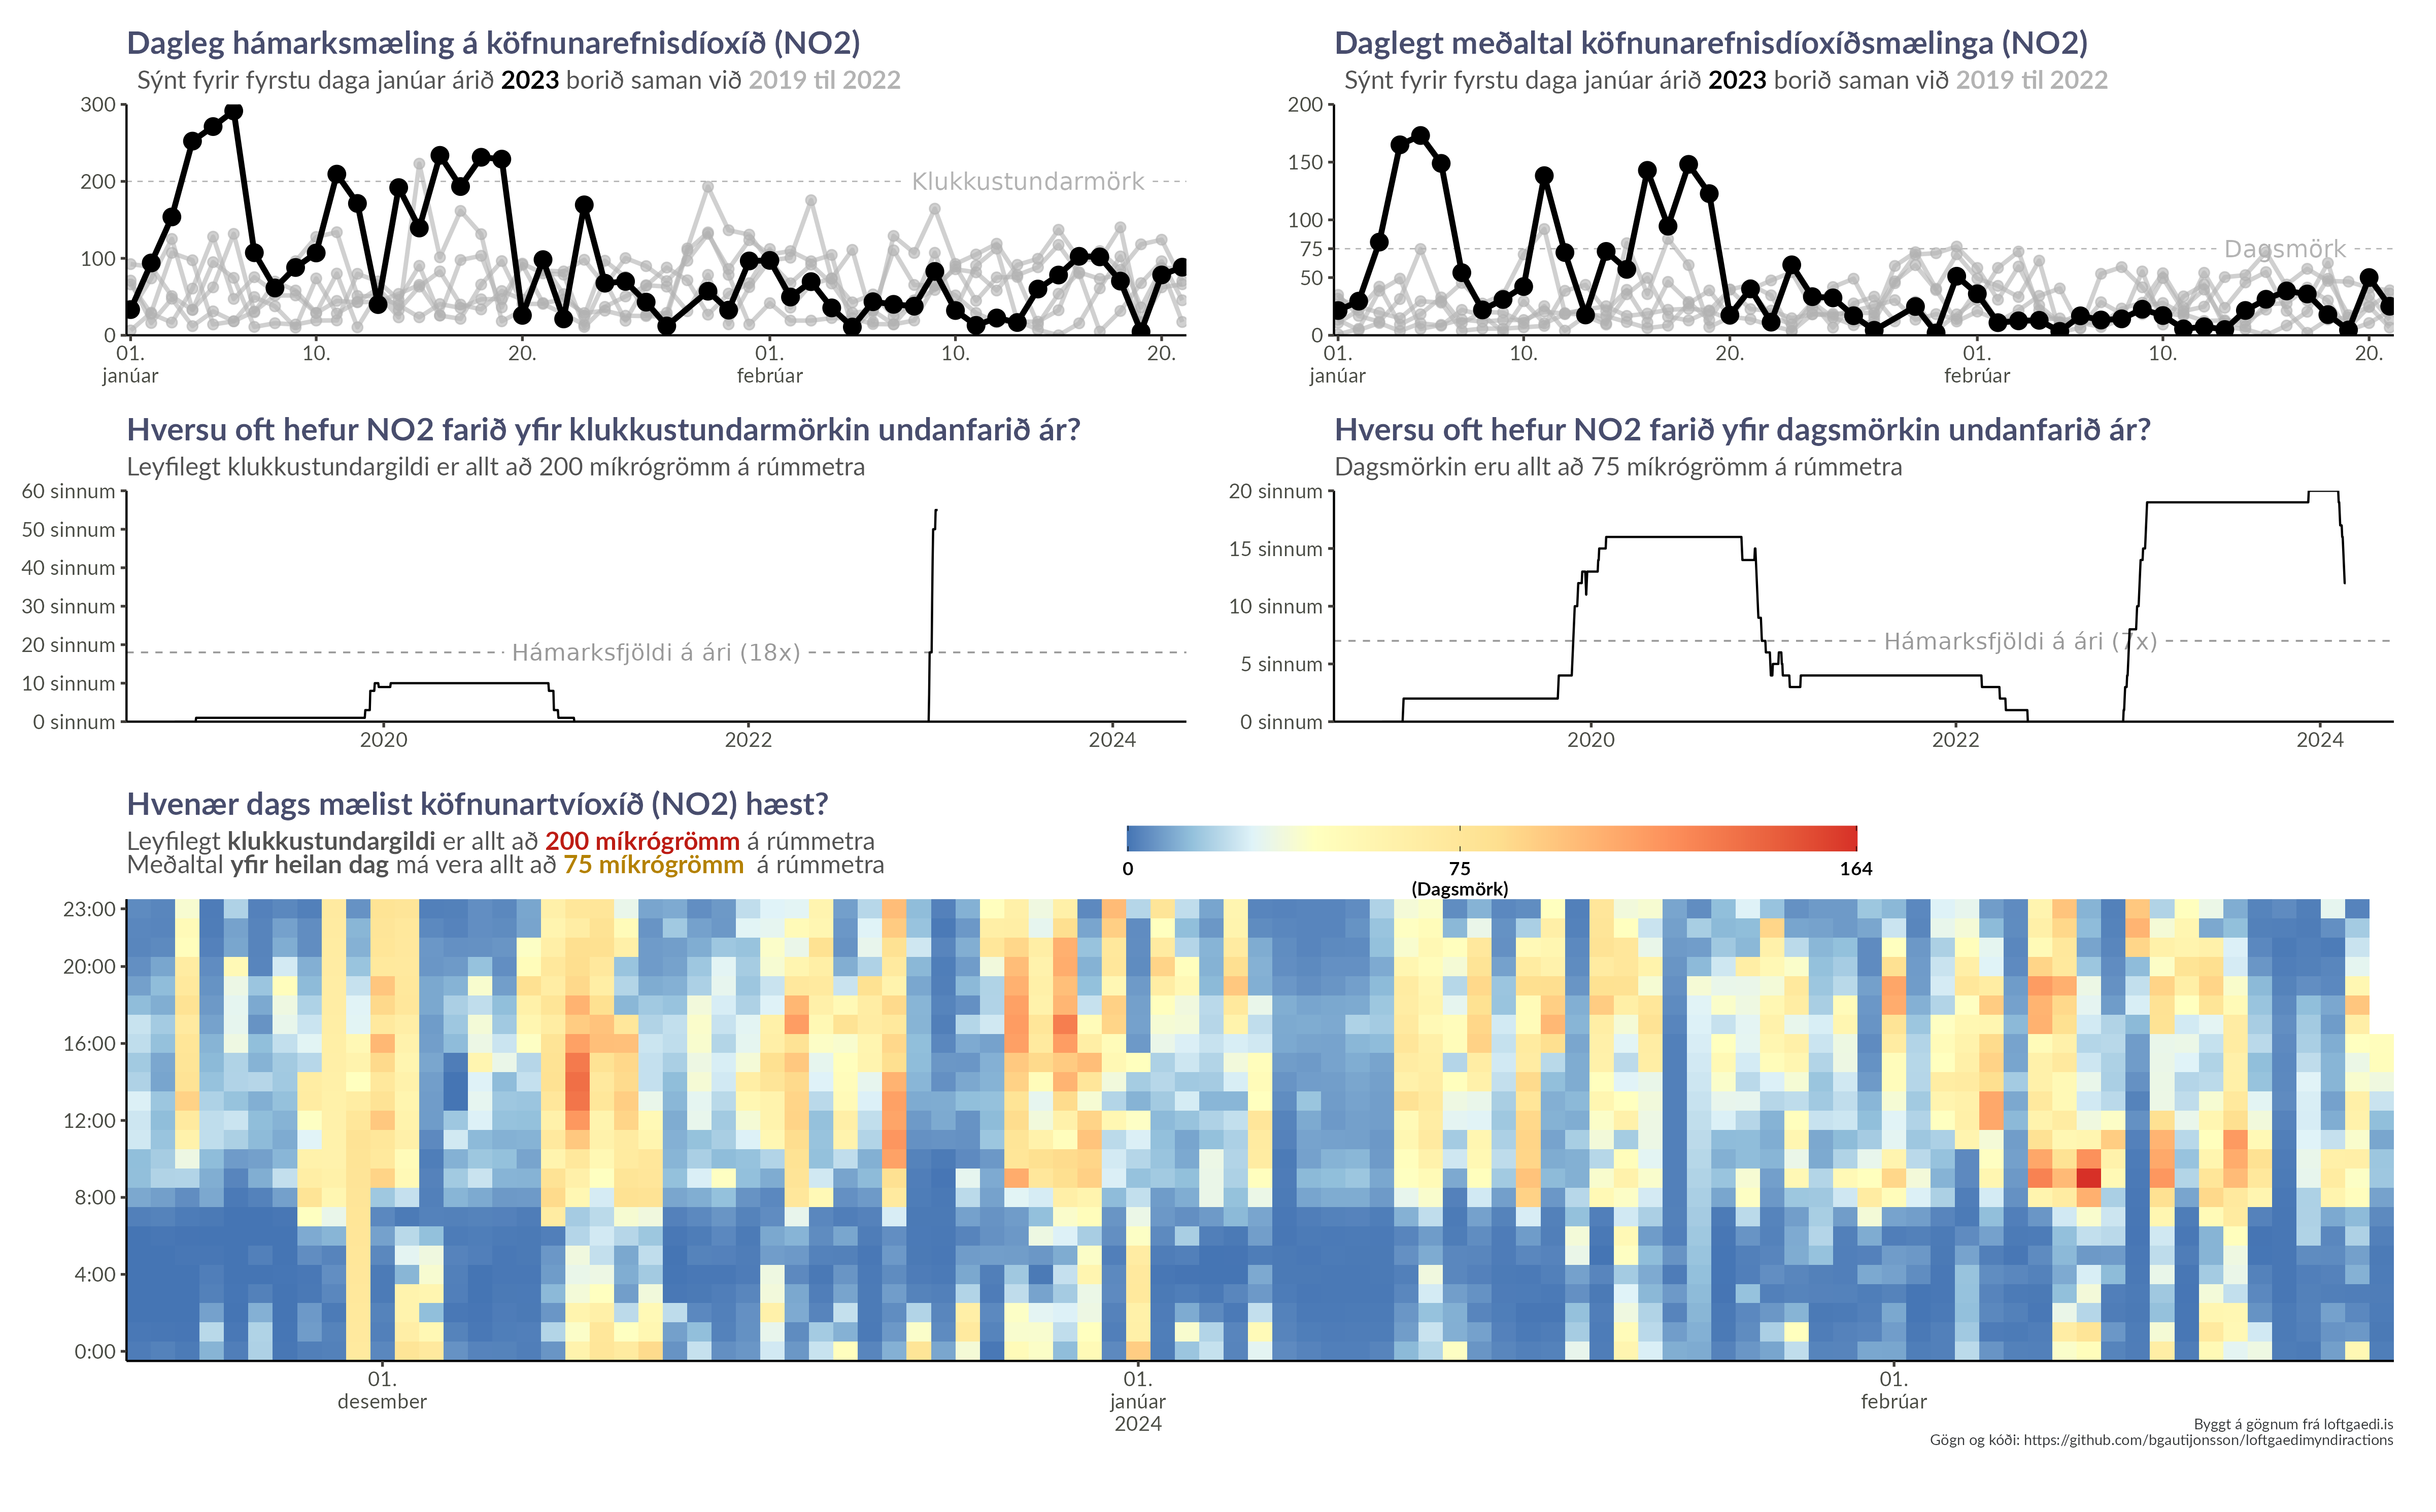 Dagleg hámarksmæling á köfnunarefnisdíoxíð (NO2)
Sýnt fyrir fyrstu daga janúar árið 2023 borið saman við 2019 til 2022
300
200
100
0
Klukkustundarmörk
01.
janúar
10.
20.
01.
febrúar
10.
20.
Daglegt meðaltal köfnunarefnisdíoxíðsmælinga (NO2)
Sýnt fyrir fyrstu daga janúar árið 2023 borið saman við 2019 til 2022
200
150
100
75
50
0
Dagsmörk
01.
janúar
10.
20.
01.
febrúar
10.
20.
Hversu oft hefur NO2 farið yfir klukkustundarmörkin undanfarið ár?
Leyfilegt klukkustundargildi er allt að 200 míkrógrömm á rúmmetra
60 sinnum
50 sinnum
40 sinnum
30 sinnum
20 sinnum
10 sinnum
0 sinnum
Hámarksfjöldi á ári (18x)
2020
2022
2024
Hversu oft hefur NO2 farið yfir dagsmörkin undanfarið ár?
Dagsmörkin eru allt að 75 míkrógrömm á rúmmetra
20 sinnum
15 sinnum
10 sinnum
5 sinnum
0 sinnum
Hámarksfjöldi á ári (7x)
2020
2022
2024
Hvenær dags mælist köfnunartvíoxíð (NO2) hæst?
Leyfilegt klukkustundargildi er allt að 200 míkrógrömm á rúmmetra
Meðaltal yfir heilan dag má vera allt að 75 míkrógrömm á rúmmetra
0
75
(Dagsmörk)
164
23:00
20:00
16:00
12:00
8:00
4:00
0:00
01.
desember
01.
janúar
2024
01.
febrúar
Byggt á gögnum frá loftgaedi.is
Gögn og kóði: https://github.com/bgautijonsson/loftgaedimyndiractions